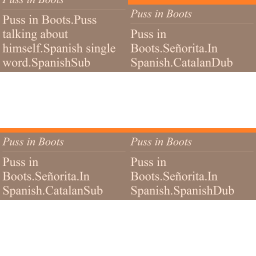 Puss in Boots
Puss in Boots.Puss
talking about
himself.Spanish single
word.SpanishSub
Puss in Boots
Puss in
Boots.Señorita.In
Spanish.CatalanDub
Puss in Boots
Puss in
Boots.Señorita.In
Spanish.CatalanSub
Puss in Boots
Puss in
Boots.Señorita.In
Spanish.SpanishDub